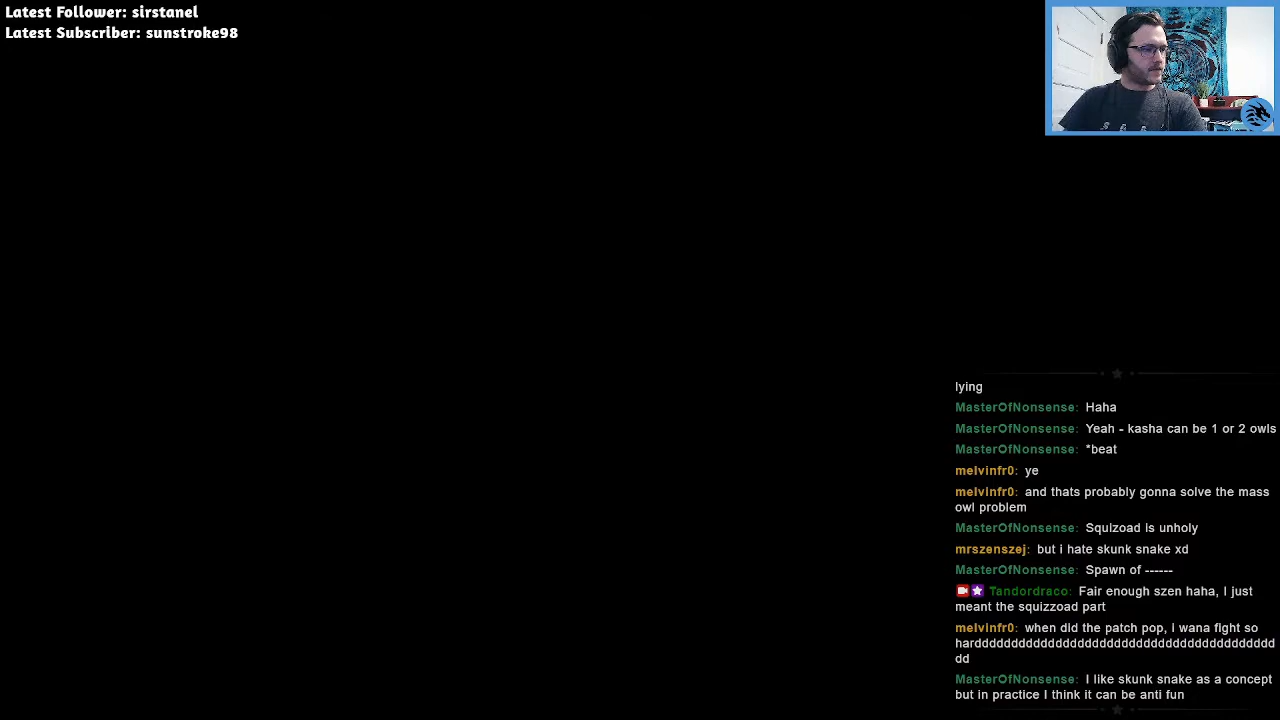 Latest Follower: sirstanel
Latest Subscriber: sunstroke98
lying
MasterOfNonsense: Haha
MasterOfNonsense: Yeah - kasha can be 1 or 2 owls
MasterOfNonsense: *beat
melvinfr0: ye
melvinfr0: and thats probably gonna solve the mass
owl problem
MasterOfNonsense: Squizoad is unholy
mrszenszej: but i hate skunk snake xd
MasterOfNonsense: Spawn of ------
Tandordraco: Fair enough szen haha, I just
meant the squizzoad part
melvinfr0: when did the patch pop, i wana fight so
harddddddddddddddddddddddddddddddddddddddddd
dd
MasterOfNonsense: I like skunk snake as a concept
but in practice I think it can be anti fun